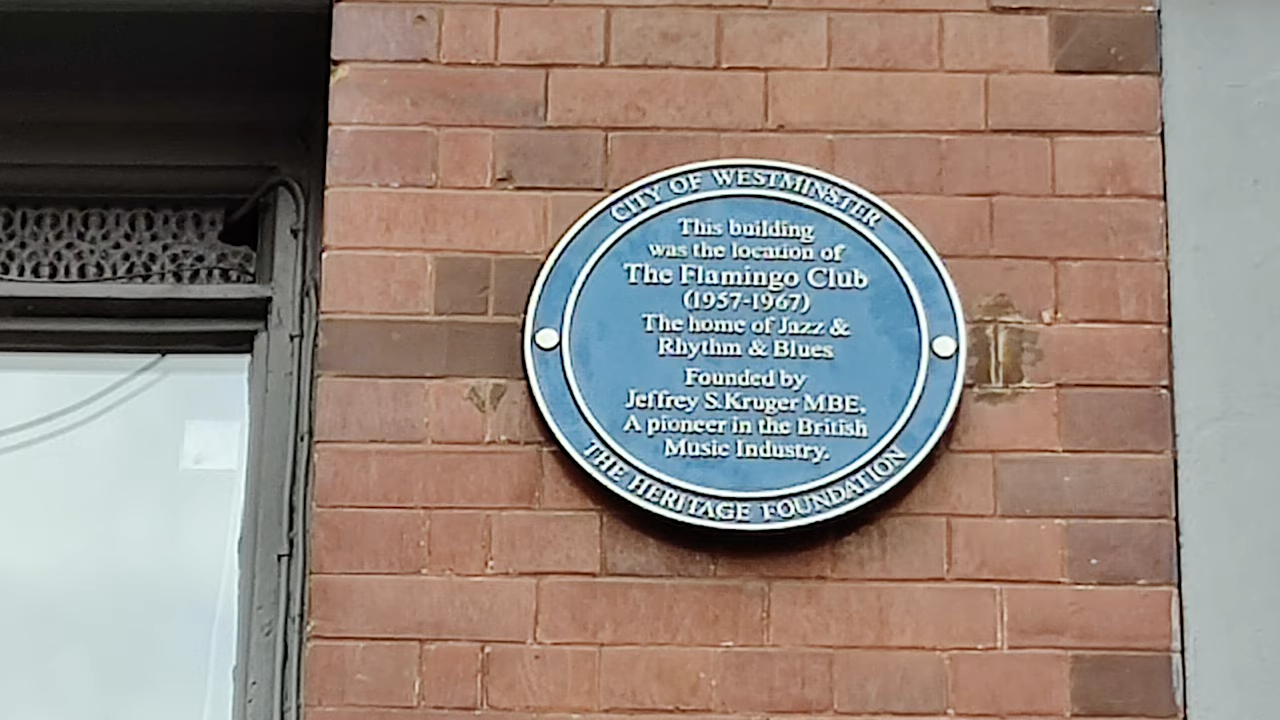 CITY OF WESTMINSTER
This building
was the location of
The Flamingo Club
(1957-1967)
The home of Jazz &
Rhythm & Blues
Founded by
Jeffrey S.Kruger MBE.
A pioneer in the British
Music Industry.
THE HERITAGE FOUNDATION